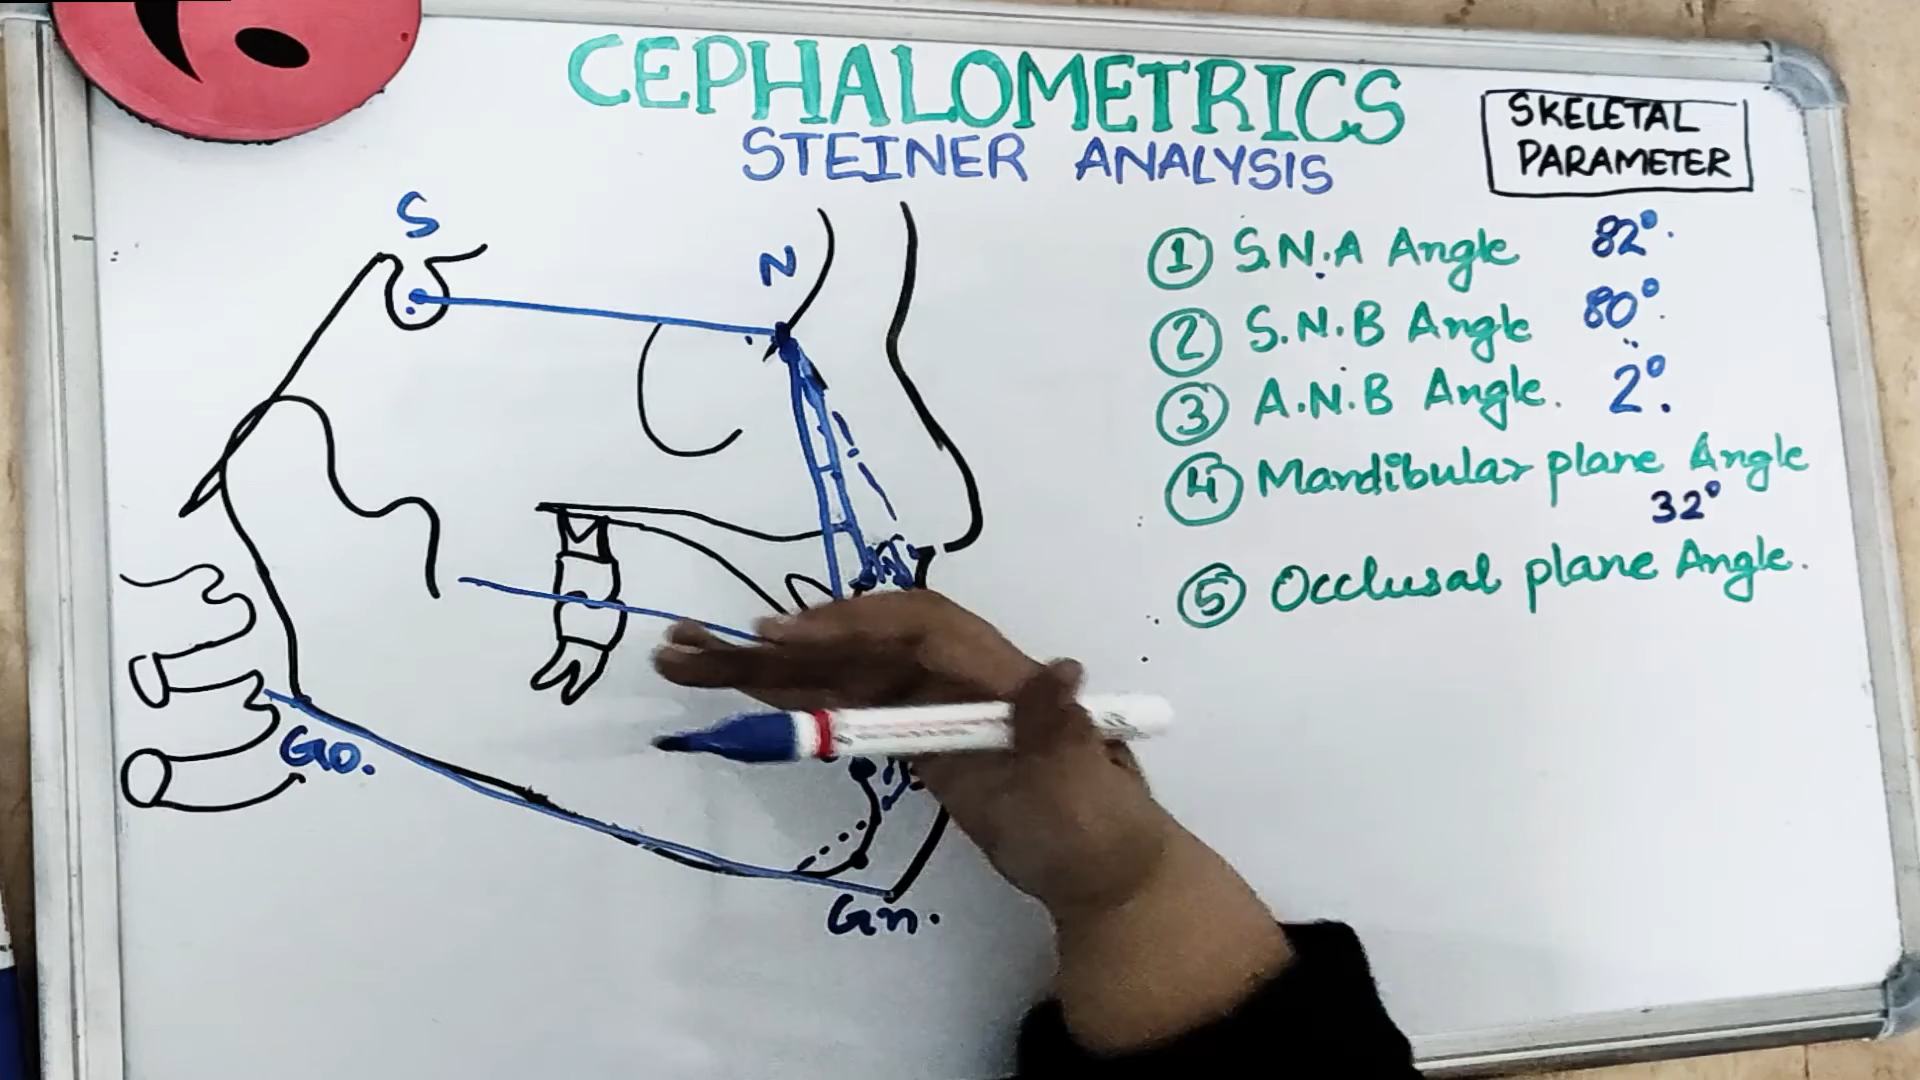 CEPHALOMETRICS
STEINER ANALYSIS
SKELETAL
PARAMETER
S
N
① S.N.A Angle 82°.
② S.N.B Angle 80°.
③ A.N.B Angle. 2°.
④ Mandibular plane Angle
32°
⑤ Occlusal plane Angle.
Go.
Gn.